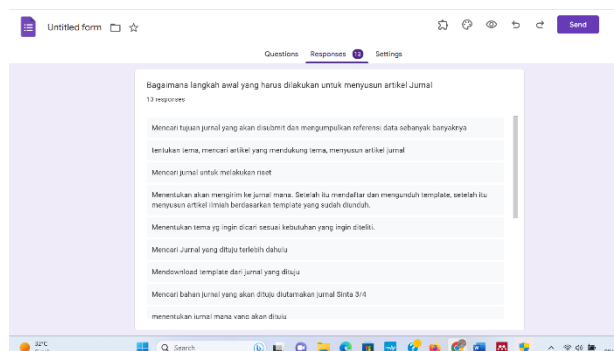 Untitled form
Send
Questions Responses 13 Settings
Bagaimana langkah awal yang harus dilakukan untuk menyusun artikel Jurnal
13 responses
Mencari tujuan jurnal yang akan disubmit dan mengumpulkan referensi data sebanyak banyaknya
tentukan tema, mencari artikel yang mendukung tema, menyusun artikel jurnal
Mencari jurnal untuk melakukan riset
Menentukan akan mengirim ke jurnal mana. Setelah itu mendaftar dan mengunduh template, setelah itu
menyusun artikel ilmiah berdasarkan template yang sudah diunduh.
Menentukan tema yg ingin dicari sesuai kebutuhan yang ingin diteliti.
Mencari Jurnal yang dituju terlebih dahulu
Mendownload template dari jurnal yang dituju
Mencari bahan jurnal yang akan dituju diutamakan jurnal Sinta 3/4
menentukan jurnal mana yang akan dituju
32°C
Search